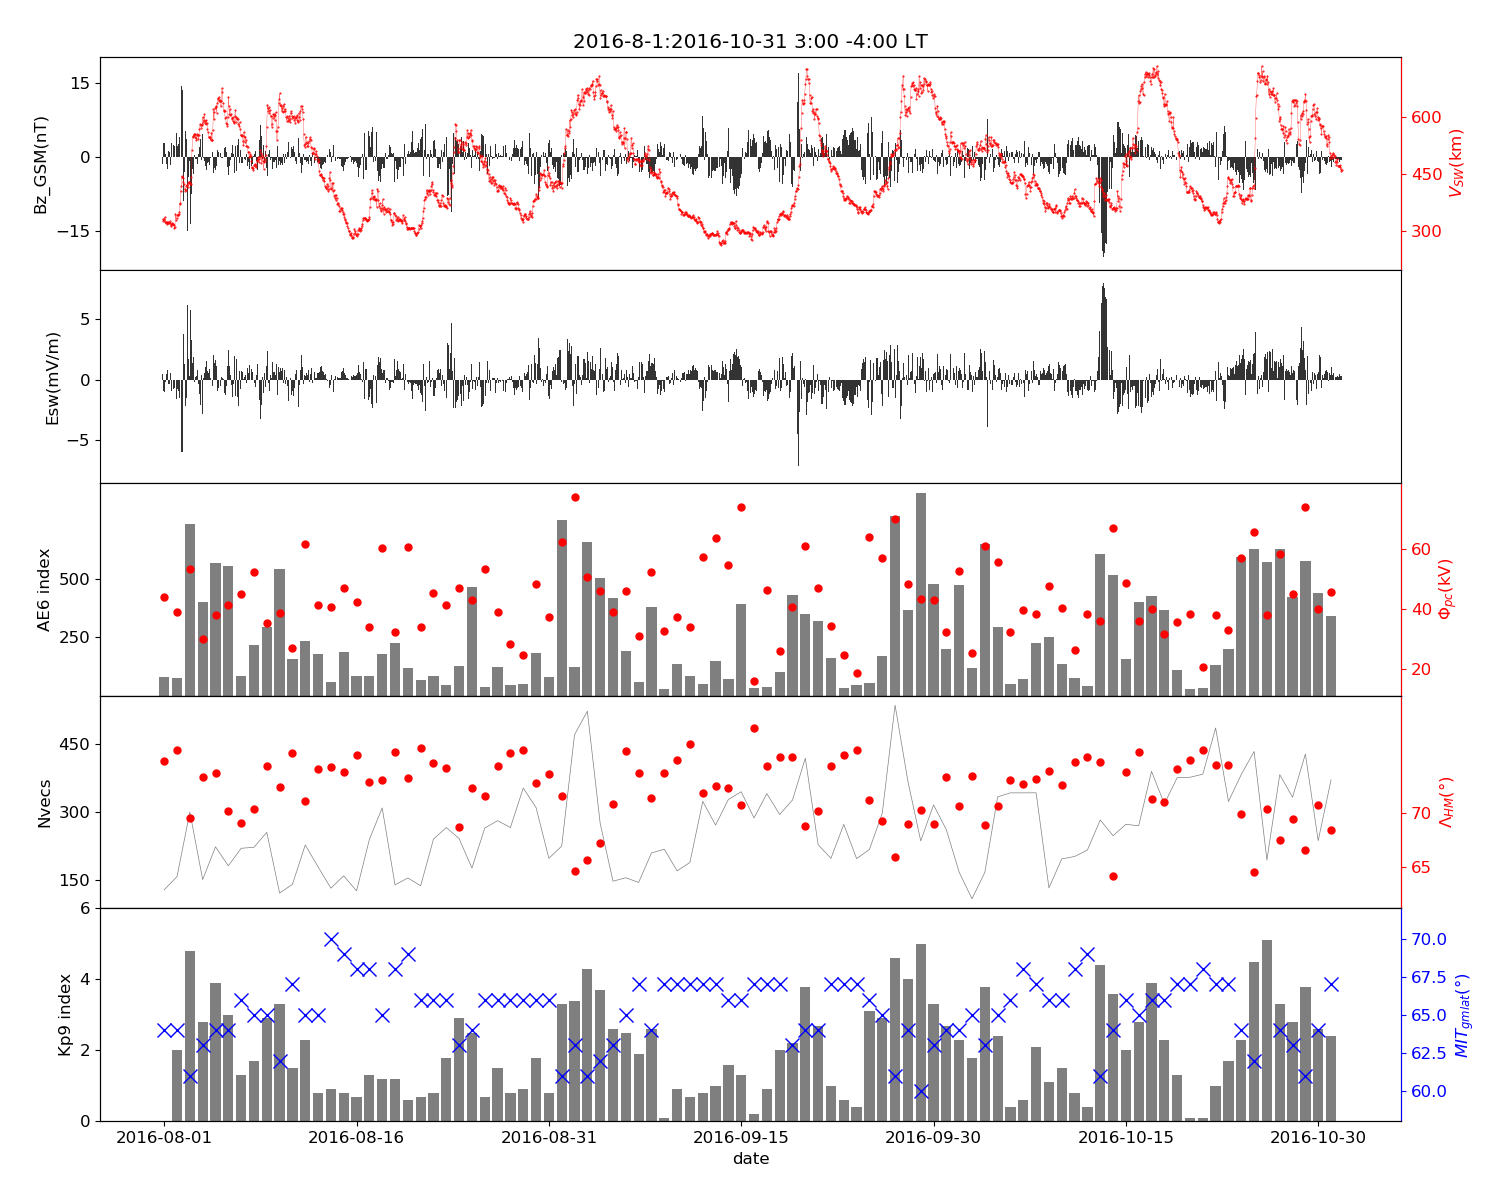 2016-8-1:2016-10-31 3:00 -4:00 LT
Bz_GSM(nT)
15
0
−15
600
450
300
V_SW(km)
Esw(mV/m)
5
0
−5
AE6 index
500
250
60
40
20
Φ_pc(kV)
Nvecs
450
300
150
70
65
Λ_HM(°)
Kp9 index
6
4
2
0
70.0
67.5
65.0
62.5
60.0
MIT_gmlat(°)
2016-08-01 2016-08-16 2016-08-31 2016-09-15 2016-09-30 2016-10-15 2016-10-30
date